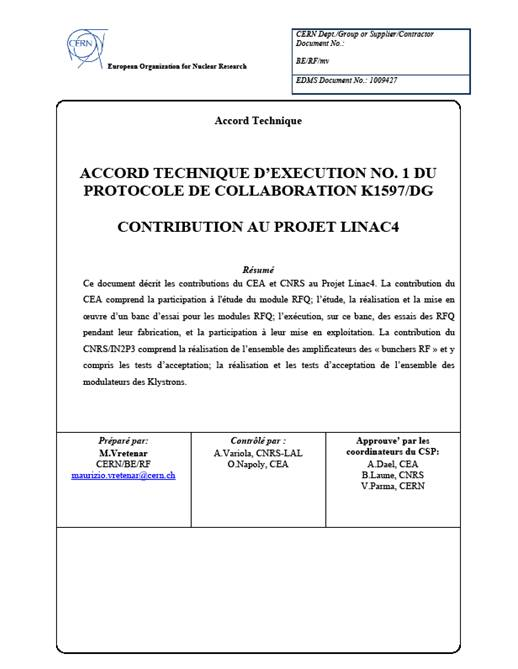 CERN
European Organization for Nuclear Research
CERN Dept./Group or Supplier/Contractor
Document No.:
BE/RF/mv
EDMS Document No.: 1009427
Accord Technique
ACCORD TECHNIQUE D'EXECUTION NO. 1 DU
PROTOCOLE DE COLLABORATION K1597/DG
CONTRIBUTION AU PROJET LINAC4
Résumé
Ce document décrit les contributions du CEA et CNRS au Projet Linac4. La contribution du
CEA comprend la participation à l'étude du module RFQ; l'étude, la réalisation et la mise en
œuvre d'un banc d'essai pour les modules RFQ; l'exécution, sur ce banc, des essais des RFQ
pendant leur fabrication, et la participation à leur mise en exploitation. La contribution du
CNRS/IN2P3 comprend la réalisation de l'ensemble des amplificateurs des « bunchers RF » et y
compris les tests d'acceptation; la réalisation et les tests d'acceptation de l'ensemble des
modulateurs des Klystrons.
Préparé par:
M.Vretenar
CERN/BE/RF
maurizio.vretenar@cern.ch
Contrôlé par :
A.Variola, CNRS-LAL
O.Napoly, CEA
Approuve' par les
coordinateurs du CSP:
A.Dael, CEA
B.Laune, CNRS
V.Parma, CERN